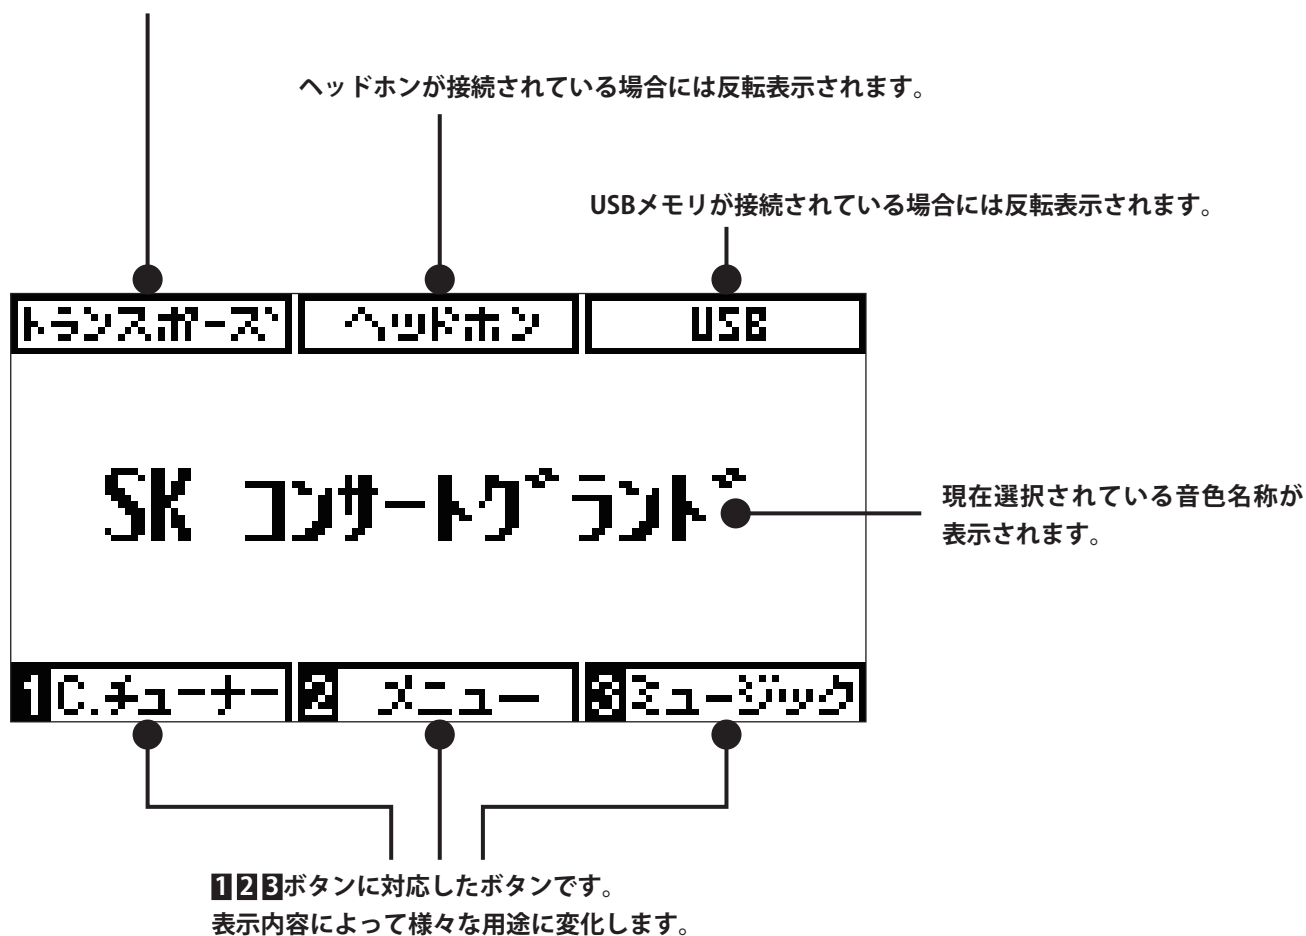 ヘッドホンが接続されている場合には反転表示されます。
USBメモリが接続されている場合には反転表示されます。
トランスポーズ ヘッドホン USB
SK コンサートグランド
現在選択されている音色名称が
表示されます。
1 C.チューナー 2 メニュー 3 ミュージック
123ボタンに対応したボタンです。
表示内容によって様々な用途に変化します。